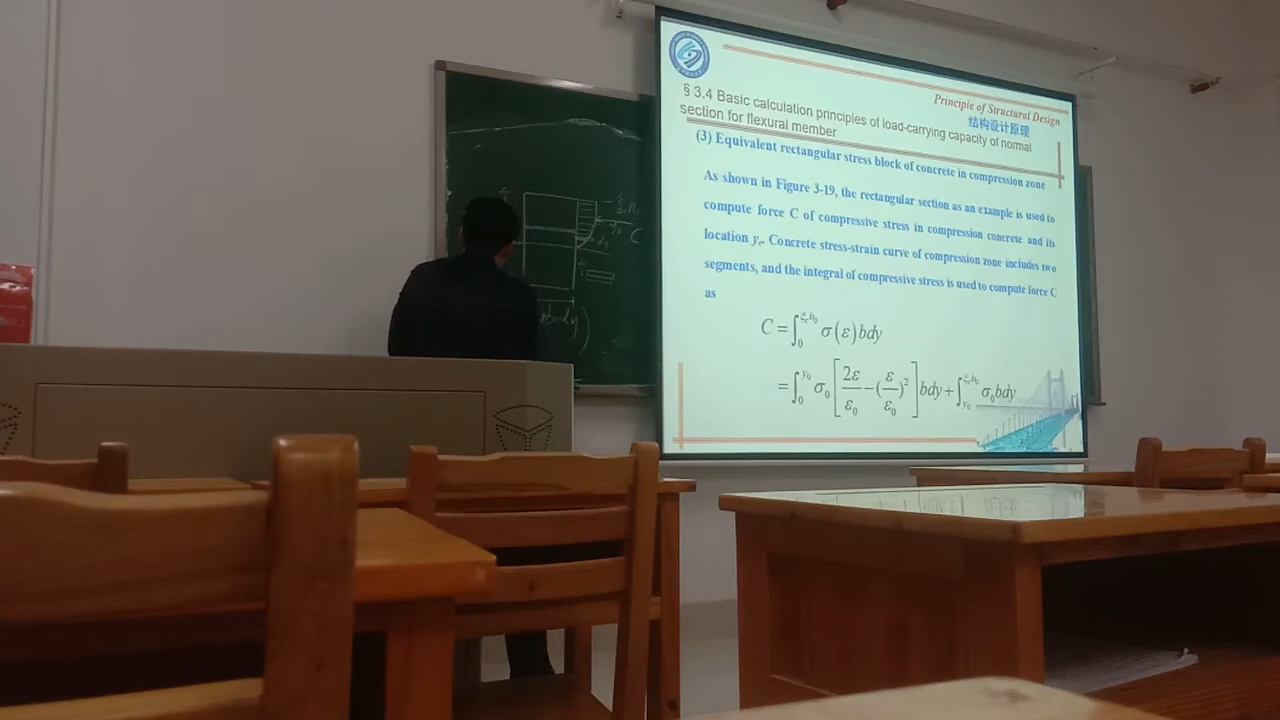 Principle of Structural Design
结构设计原理
§ 3.4 Basic calculation principles of load-carrying capacity of normal
section for flexural member
(3) Equivalent rectangular stress block of concrete in compression zone
As shown in Figure 3-19, the rectangular section as an example is used to
compute force C of compressive stress in compression concrete and its
location y꜀. Concrete stress-strain curve of compression zone includes two
segments, and the integral of compressive stress is used to compute force C
as
C = ∫₀^{ξ꜀h₀} σ(ε)bdy
= ∫₀^{y₀} σ₀[2ε/ε₀ − (ε/ε₀)²]bdy + ∫_{y₀}^{ξ꜀h₀} σ₀bdy
C
bdy)